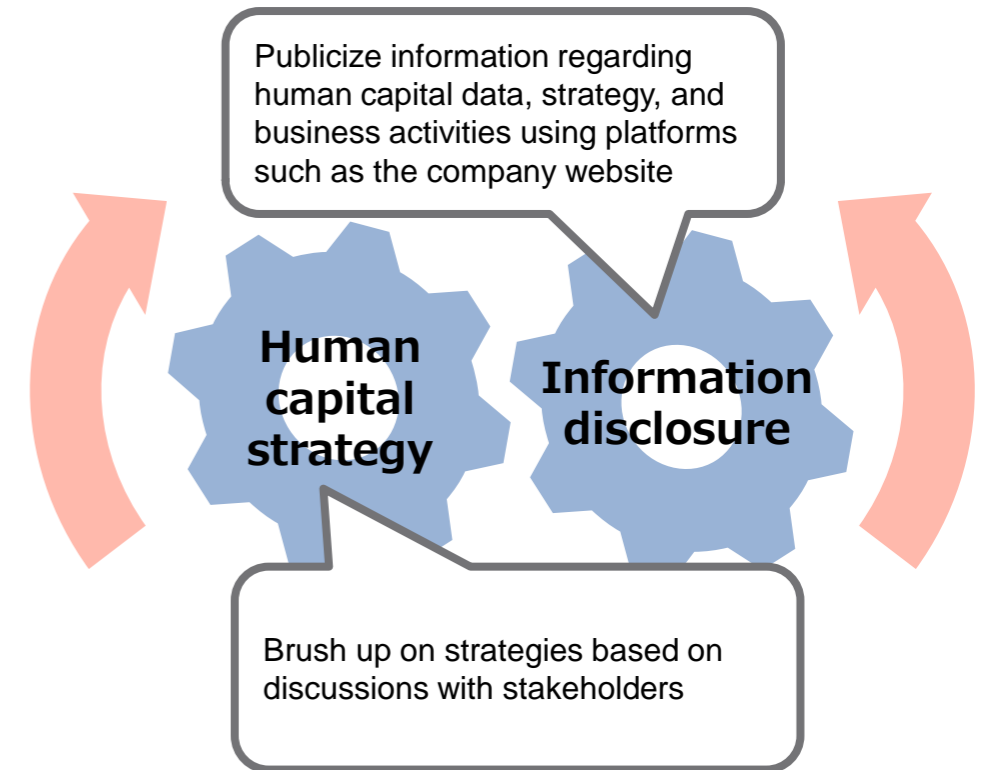 Publicize information regarding
human capital data, strategy, and
business activities using platforms
such as the company website
Human
capital
strategy
Information
disclosure
Brush up on strategies based on
discussions with stakeholders